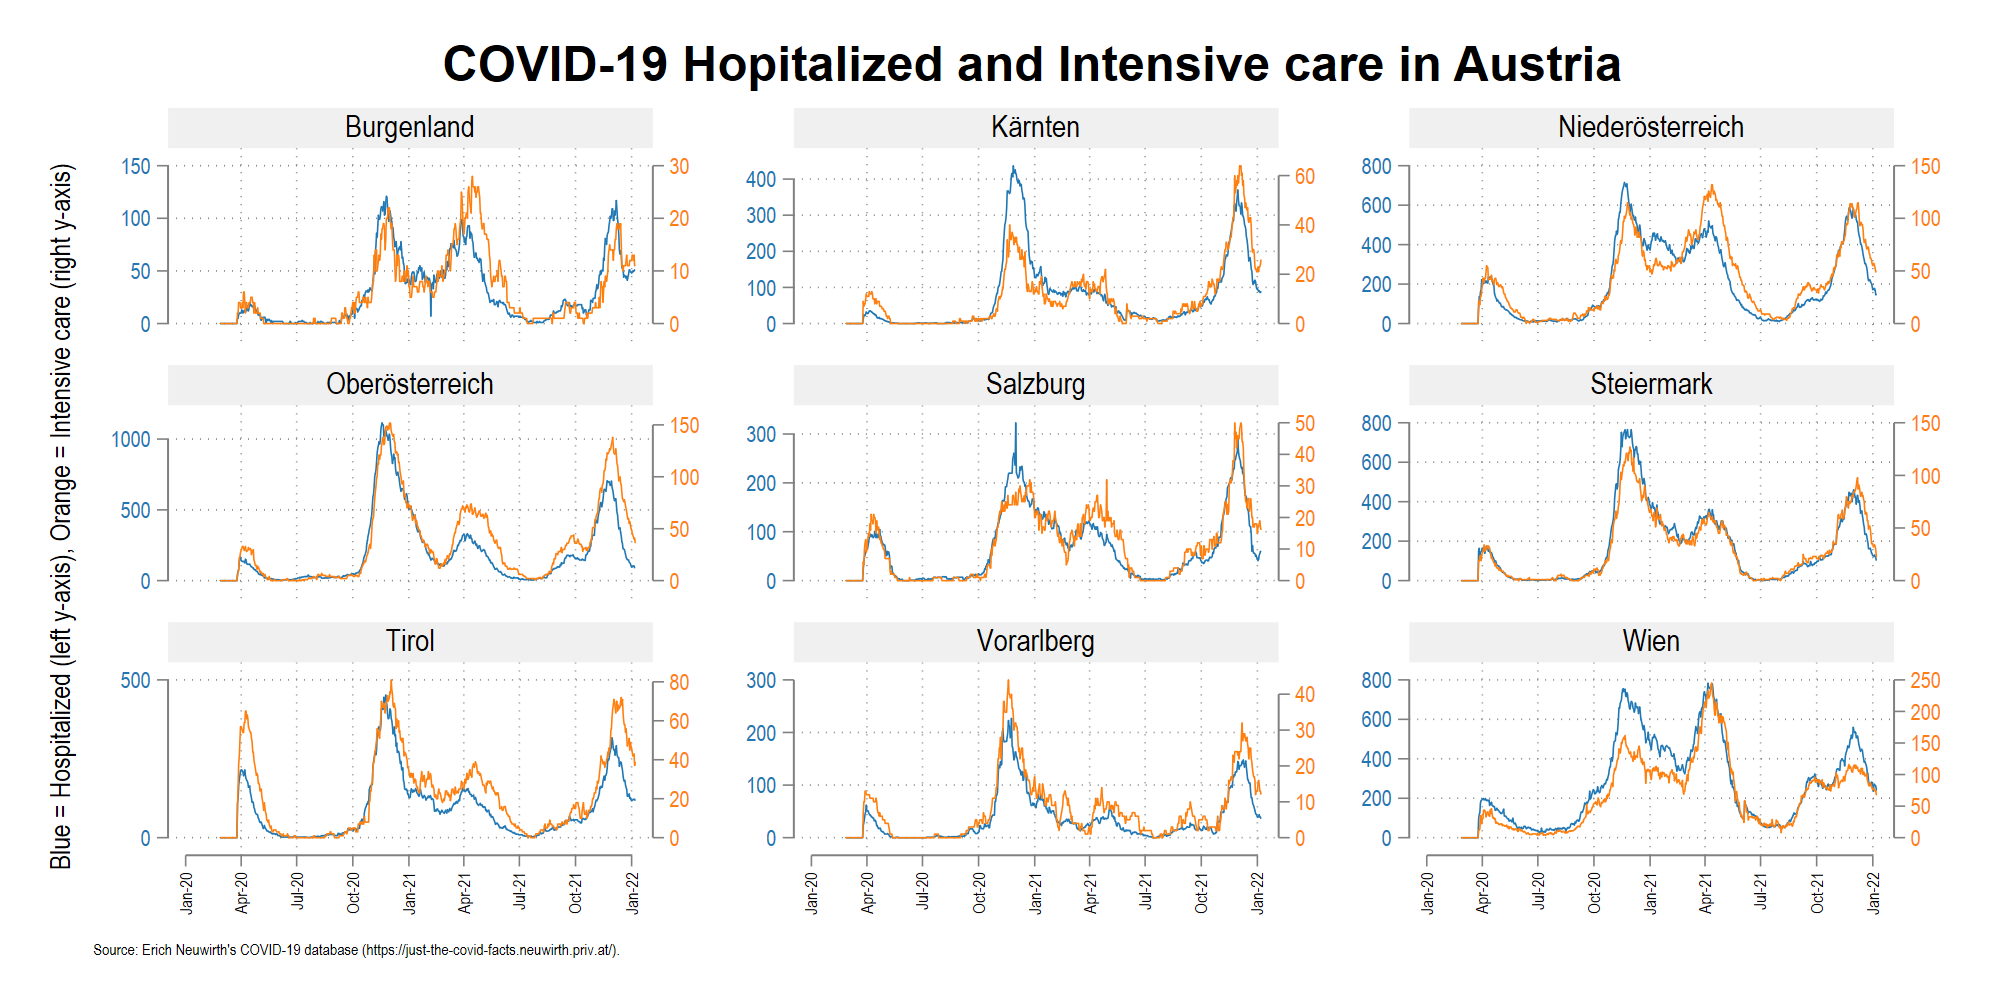 COVID-19 Hopitalized and Intensive care in Austria
Blue = Hospitalized (left y-axis), Orange = Intensive care (right y-axis)
Burgenland
150
100
50
0
30
20
10
0
Kärnten
400
300
200
100
0
60
40
20
0
Niederösterreich
800
600
400
200
0
150
100
50
0
Oberösterreich
1000
500
0
150
100
50
0
Salzburg
300
200
100
0
50
40
30
20
10
0
Steiermark
800
600
400
200
0
150
100
50
0
Tirol
500
0
80
60
40
20
0
Vorarlberg
300
200
100
0
40
30
20
10
0
Wien
800
600
400
200
0
250
200
150
100
50
0
Jan-20
Apr-20
Jul-20
Oct-20
Jan-21
Apr-21
Jul-21
Oct-21
Jan-22
Jan-20
Apr-20
Jul-20
Oct-20
Jan-21
Apr-21
Jul-21
Oct-21
Jan-22
Jan-20
Apr-20
Jul-20
Oct-20
Jan-21
Apr-21
Jul-21
Oct-21
Jan-22
Source: Erich Neuwirth's COVID-19 database (https://just-the-covid-facts.neuwirth.priv.at/).